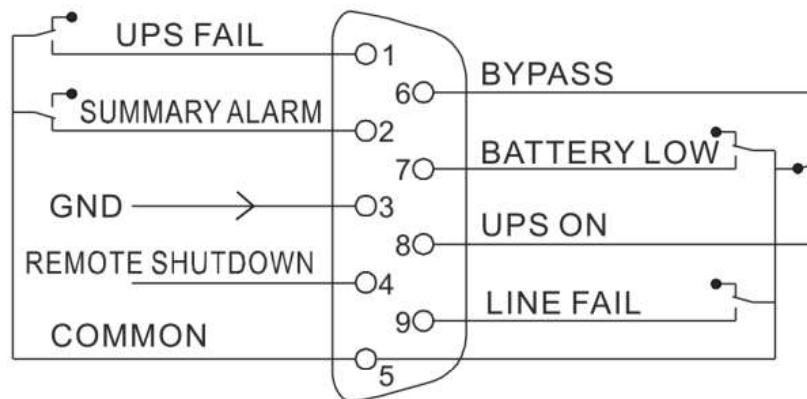 UPS FAIL
1
SUMMARY ALARM
2
GND
3
REMOTE SHUTDOWN
4
COMMON
5
6
BYPASS
7
BATTERY LOW
8
UPS ON
9
LINE FAIL